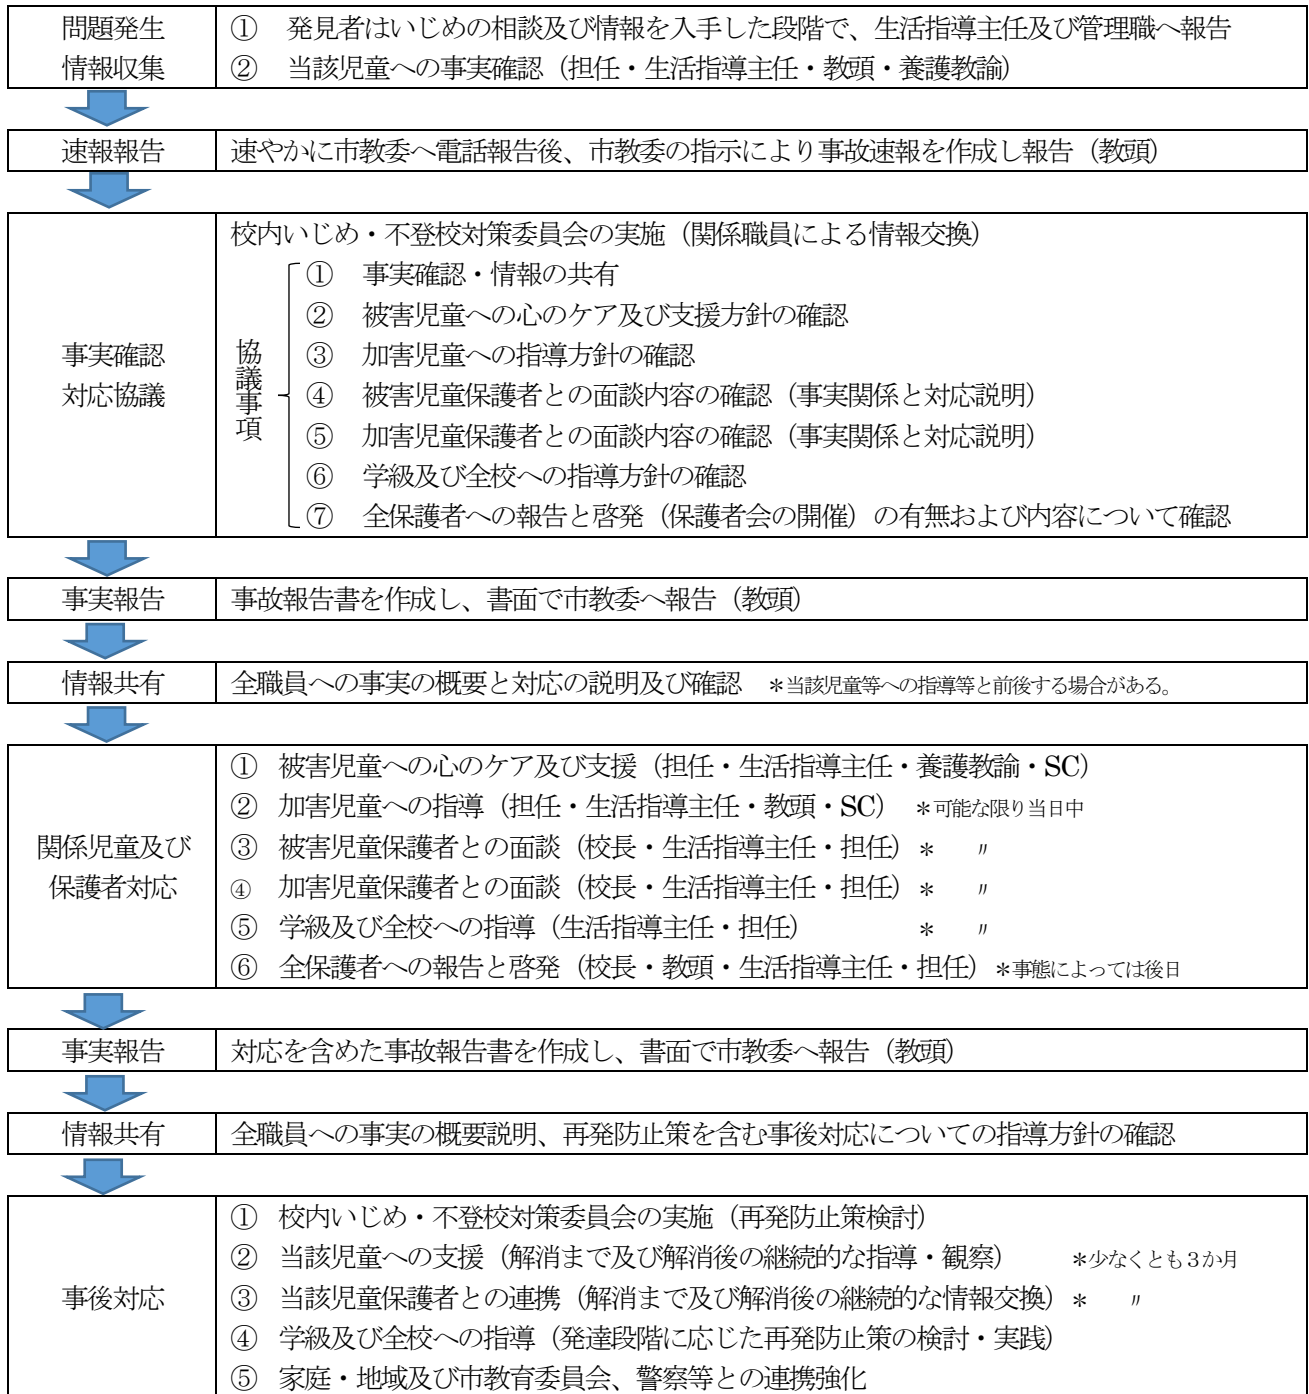 問題発生
情報収集
① 発見者はいじめの相談及び情報を入手した段階で、生活指導主任及び管理職へ報告
② 当該児童への事実確認（担任・生活指導主任・教頭・養護教諭）
速報報告
速やかに市教委へ電話報告後、市教委の指示により事故速報を作成し報告（教頭）
事実確認
対応協議
校内いじめ・不登校対策委員会の実施（関係職員による情報交換）
協議事項
① 事実確認・情報の共有
② 被害児童への心のケア及び支援方針の確認
③ 加害児童への指導方針の確認
④ 被害児童保護者との面談内容の確認（事実関係と対応説明）
⑤ 加害児童保護者との面談内容の確認（事実関係と対応説明）
⑥ 学級及び全校への指導方針の確認
⑦ 全保護者への報告と啓発（保護者会の開催）の有無および内容について確認
事実報告
事故報告書を作成し、書面で市教委へ報告（教頭）
情報共有
全職員への事実の概要と対応の説明及び確認 ＊当該児童等への指導等と前後する場合がある。
関係児童及び
保護者対応
① 被害児童への心のケア及び支援（担任・生活指導主任・養護教諭・SC）
② 加害児童への指導（担任・生活指導主任・教頭・SC） ＊可能な限り当日中
③ 被害児童保護者との面談（校長・生活指導主任・担任）＊ 〃
④ 加害児童保護者との面談（校長・生活指導主任・担任）＊ 〃
⑤ 学級及び全校への指導（生活指導主任・担任） ＊ 〃
⑥ 全保護者への報告と啓発（校長・教頭・生活指導主任・担任）＊事態によっては後日
事実報告
対応を含めた事故報告書を作成し、書面で市教委へ報告（教頭）
情報共有
全職員への事実の概要説明、再発防止策を含む事後対応についての指導方針の確認
事後対応
① 校内いじめ・不登校対策委員会の実施（再発防止策検討）
② 当該児童への支援（解消まで及び解消後の継続的な指導・観察） ＊少なくとも３か月
③ 当該児童保護者との連携（解消まで及び解消後の継続的な情報交換）＊ 〃
④ 学級及び全校への指導（発達段階に応じた再発防止策の検討・実践）
⑤ 家庭・地域及び市教育委員会、警察等との連携強化